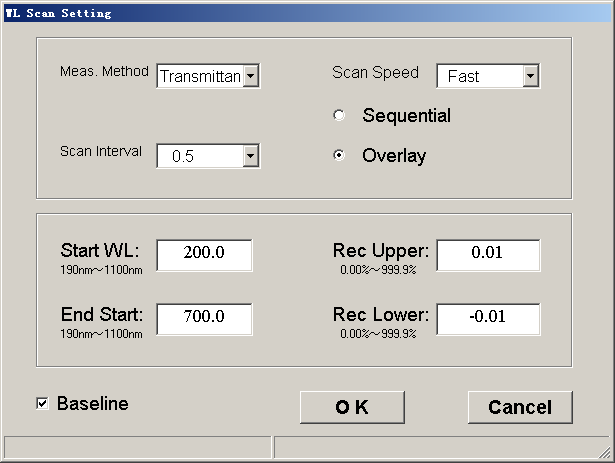 WL Scan Setting
Meas. Method Transmittan Scan Speed Fast
Sequential
Scan Interval 0.5 Overlay
Start WL: 200.0 Rec Upper: 0.01
190nm～1100nm 0.00%～999.9%
End Start: 700.0 Rec Lower: -0.01
190nm～1100nm 0.00%～999.9%
Baseline O K Cancel